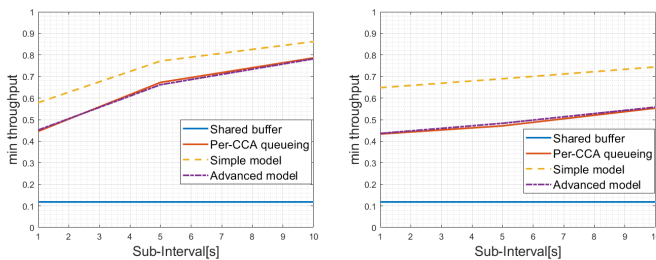 1
0.9
0.8
0.7
0.6
0.5
0.4
0.3
0.2
0.1
0
min throughput
Shared buffer
Per-CCA queueing
Simple model
Advanced model
1 2 3 4 5 6 7 8 9 10
Sub-Interval[s]
1
0.9
0.8
0.7
0.6
0.5
0.4
0.3
0.2
0.1
0
min throughput
Shared buffer
Per-CCA queueing
Simple model
Advanced model
1 2 3 4 5 6 7 8 9 10
Sub-Interval[s]